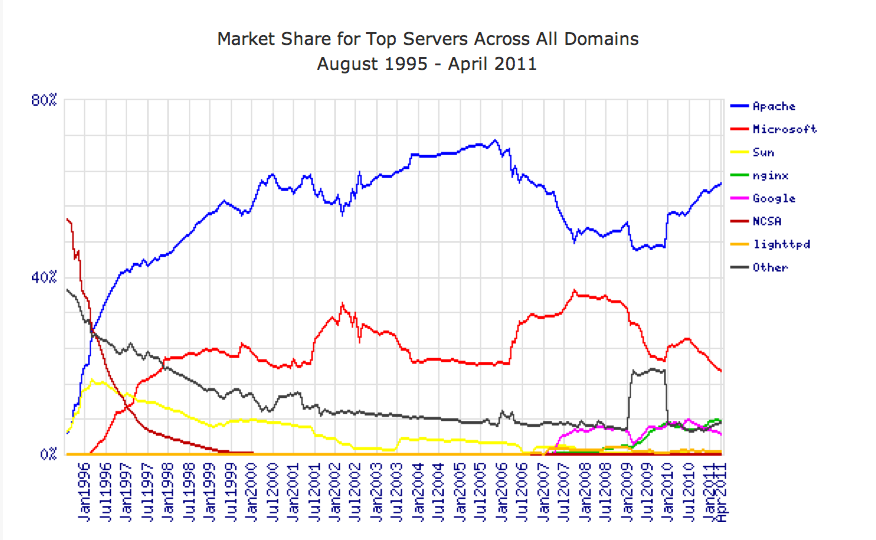 Market Share for Top Servers Across All Domains
August 1995 - April 2011
80%
40%
0%
Apache
Microsoft
Sun
nginx
Google
NCSA
lighttpd
Other
Jan1996
Jul1996
Jan1997
Jul1997
Jan1998
Jul1998
Jan1999
Jul1999
Jan2000
Jul2000
Jan2001
Jul2001
Jan2002
Jul2002
Jan2003
Jul2003
Jan2004
Jul2004
Jan2005
Jul2005
Jan2006
Jul2006
Jan2007
Jul2007
Jan2008
Jul2008
Jan2009
Jul2009
Jan2010
Jul2010
Jan2011
Apr2011